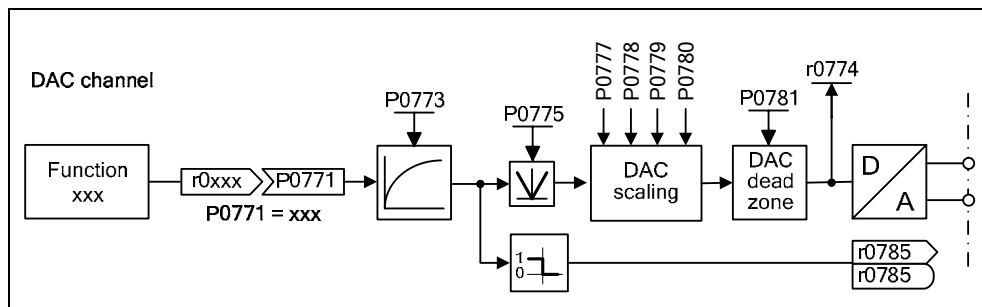 DAC channel
Function
xxx
r0xxx
P0771
P0771 = xxx
P0773
P0775
P0777
P0778
P0779
P0780
DAC
scaling
P0781
DAC
dead
zone
r0774
D
A
1
0
r0785
r0785